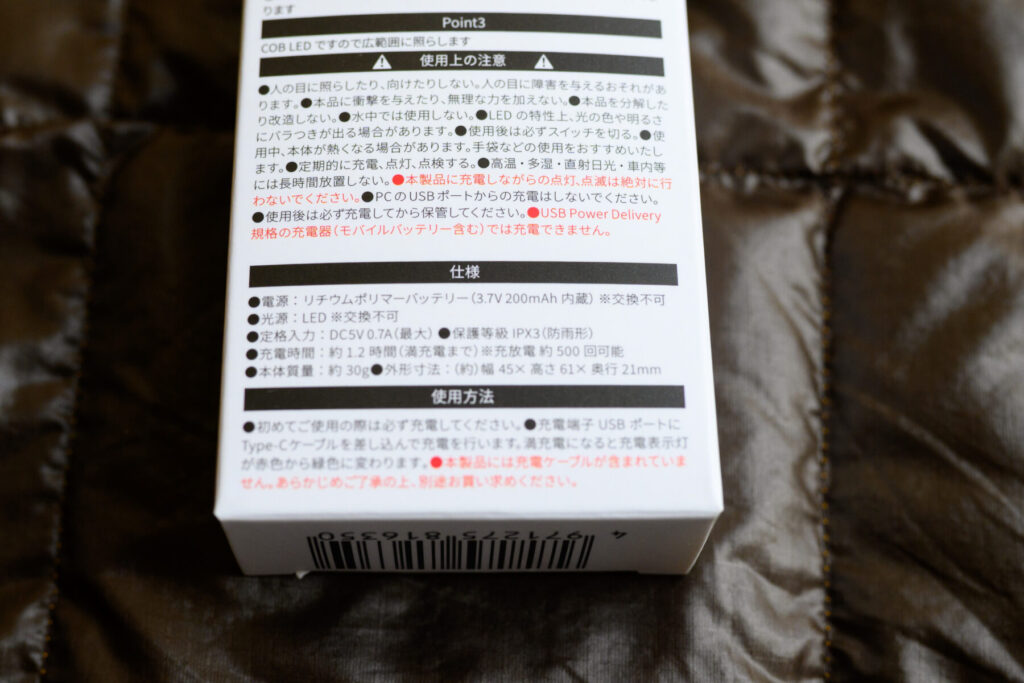 ります
Point3
COB LED ですので広範囲に照らします
使用上の注意
●人の目に照らしたり、向けたりしない。人の目に障害を与えるおそれがあ
ります。●本品に衝撃を与えたり、無理な力を加えない。●本品を分解した
り改造しない。●水中では使用しない。●LED の特性上、光の色や明るさ
にバラつきが出る場合があります。●使用後は必ずスイッチを切る。●使
用中、本体が熱くなる場合があります。手袋などの使用をおすすめいたし
ます。●定期的に充電、点灯、点検する。●高温・多湿・直射日光・車内等
には長時間放置しない。●本製品に充電しながらの点灯、点滅は絶対に行
わないでください。●PC のUSB ポートからの充電はしないでください。
●使用後は必ず充電してから保管してください。●USB Power Delivery
規格の充電器(モバイルバッテリー含む)では充電できません。
仕様
●電源：リチウムポリマーバッテリー(3.7V 200mAh 内蔵) ※交換不可
●光源：LED ※交換不可
●定格入力：DC5V 0.7A(最大) ●保護等級 IPX3(防雨形)
●充電時間：約 1.2 時間(満充電まで)※充放電 約 500 回可能
●本体質量：約 30g●外形寸法：(約)幅 45× 高さ 61× 奥行 21mm
使用方法
●初めてご使用の際は必ず充電してください。●充電端子 USB ポートに
Type-Cケーブルを差し込んで充電を行います。満充電になると充電表示灯
が赤色から緑色に変わります。●本製品には充電ケーブルが含まれていま
せん。あらかじめご了承の上、別途お買い求めください。
4 971275 816350